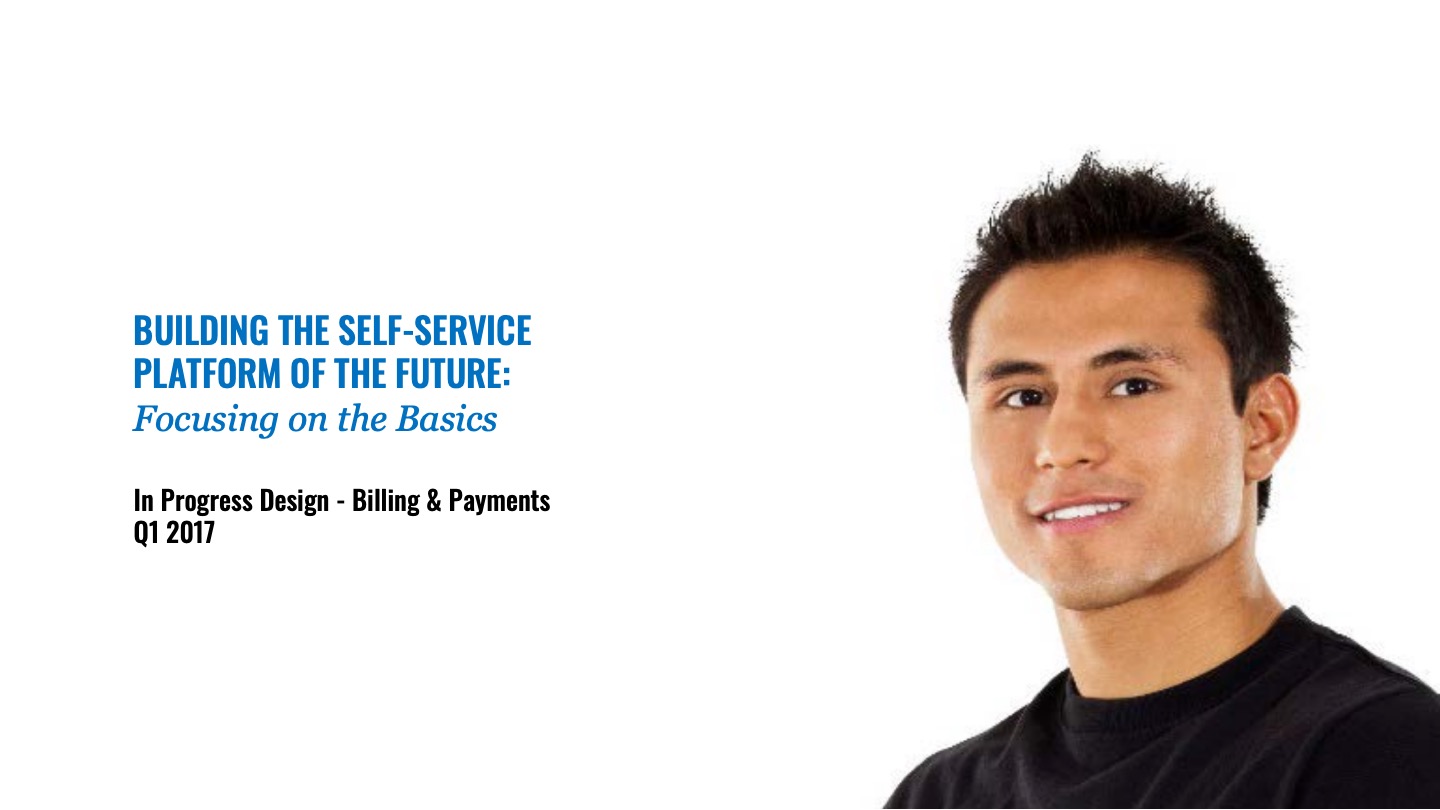 BUILDING THE SELF-SERVICE
PLATFORM OF THE FUTURE:
Focusing on the Basics
In Progress Design - Billing & Payments
Q1 2017